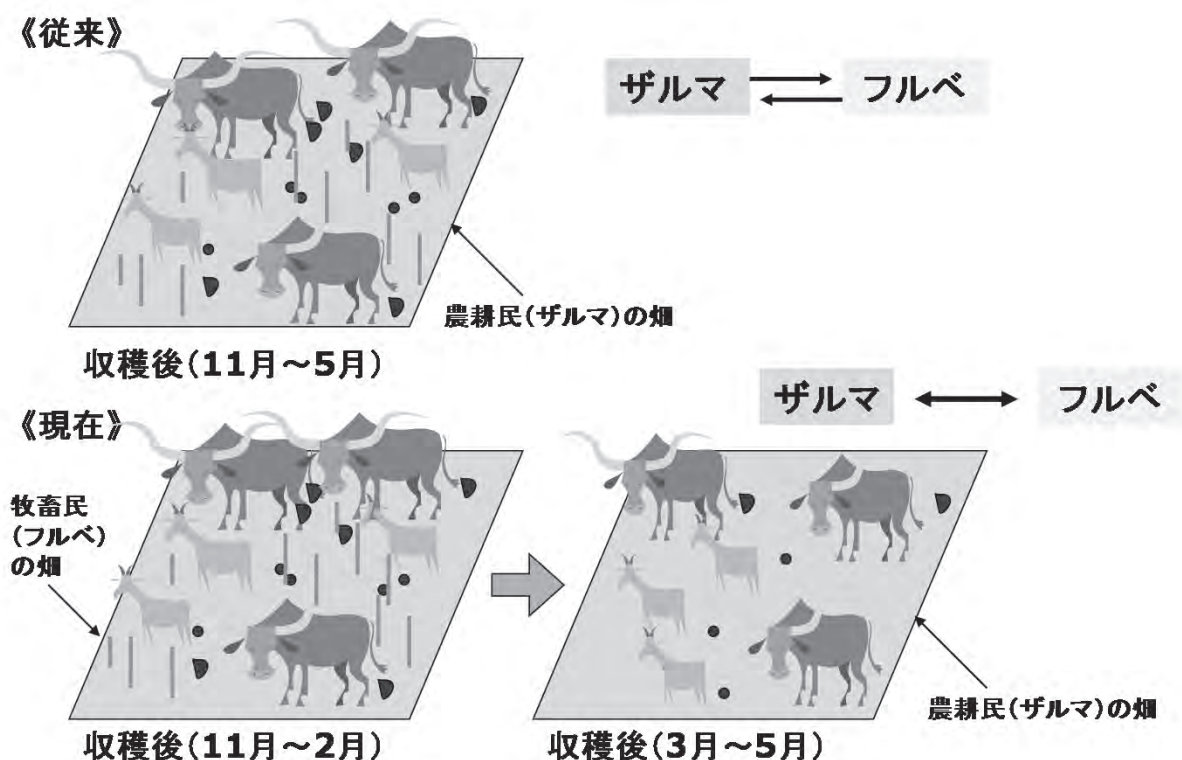 《従来》
ザルマ
フルベ
農耕民(ザルマ)の畑
収穫後(11月～5月)
ザルマ
フルベ
《現在》
牧畜民
(フルベ)
の畑
農耕民(ザルマ)の畑
収穫後(11月～2月)
収穫後(3月～5月)